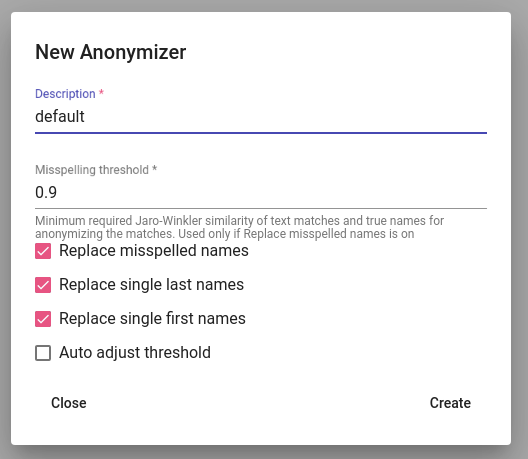 New Anonymizer
Description *
default
Misspelling threshold *
0.9
Minimum required Jaro-Winkler similarity of text matches and true names for
anonymizing the matches. Used only if Replace misspelled names is on
Replace misspelled names
Replace single last names
Replace single first names
Auto adjust threshold
Close
Create